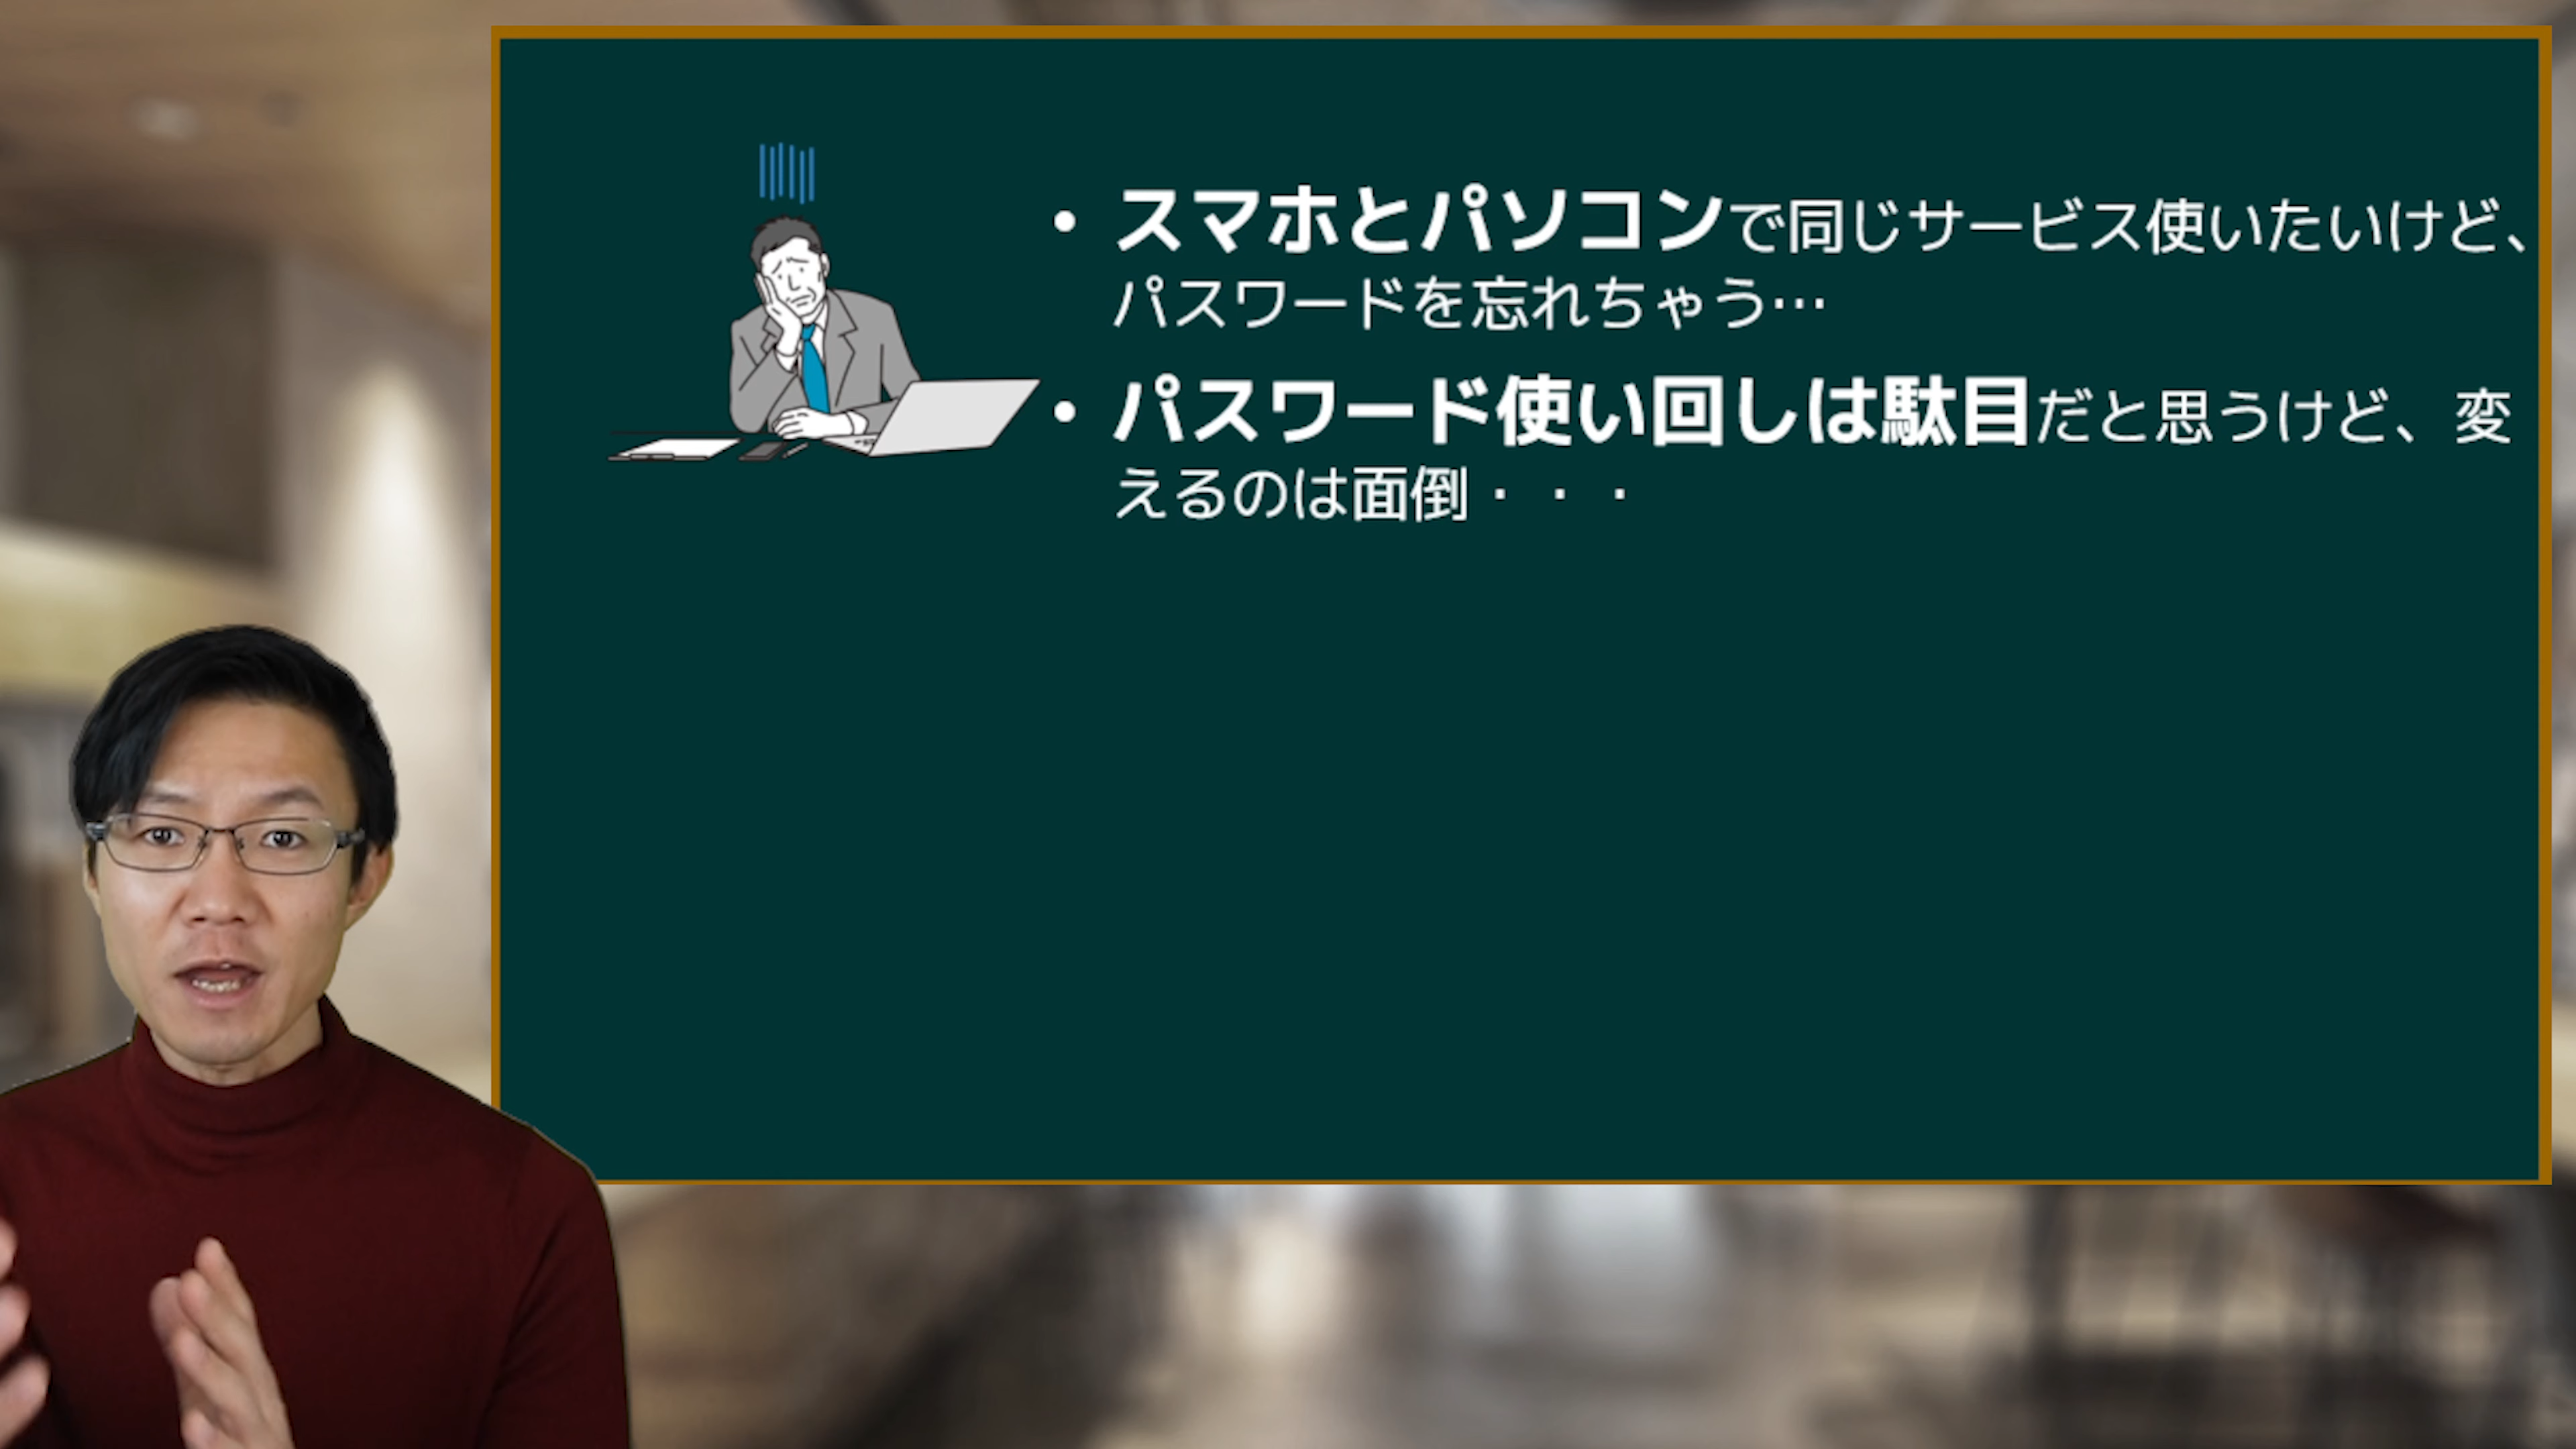 ・スマホとパソコンで同じサービス使いたいけど、
パスワードを忘れちゃう…
・パスワード使い回しは駄目だと思うけど、変
えるのは面倒・・・